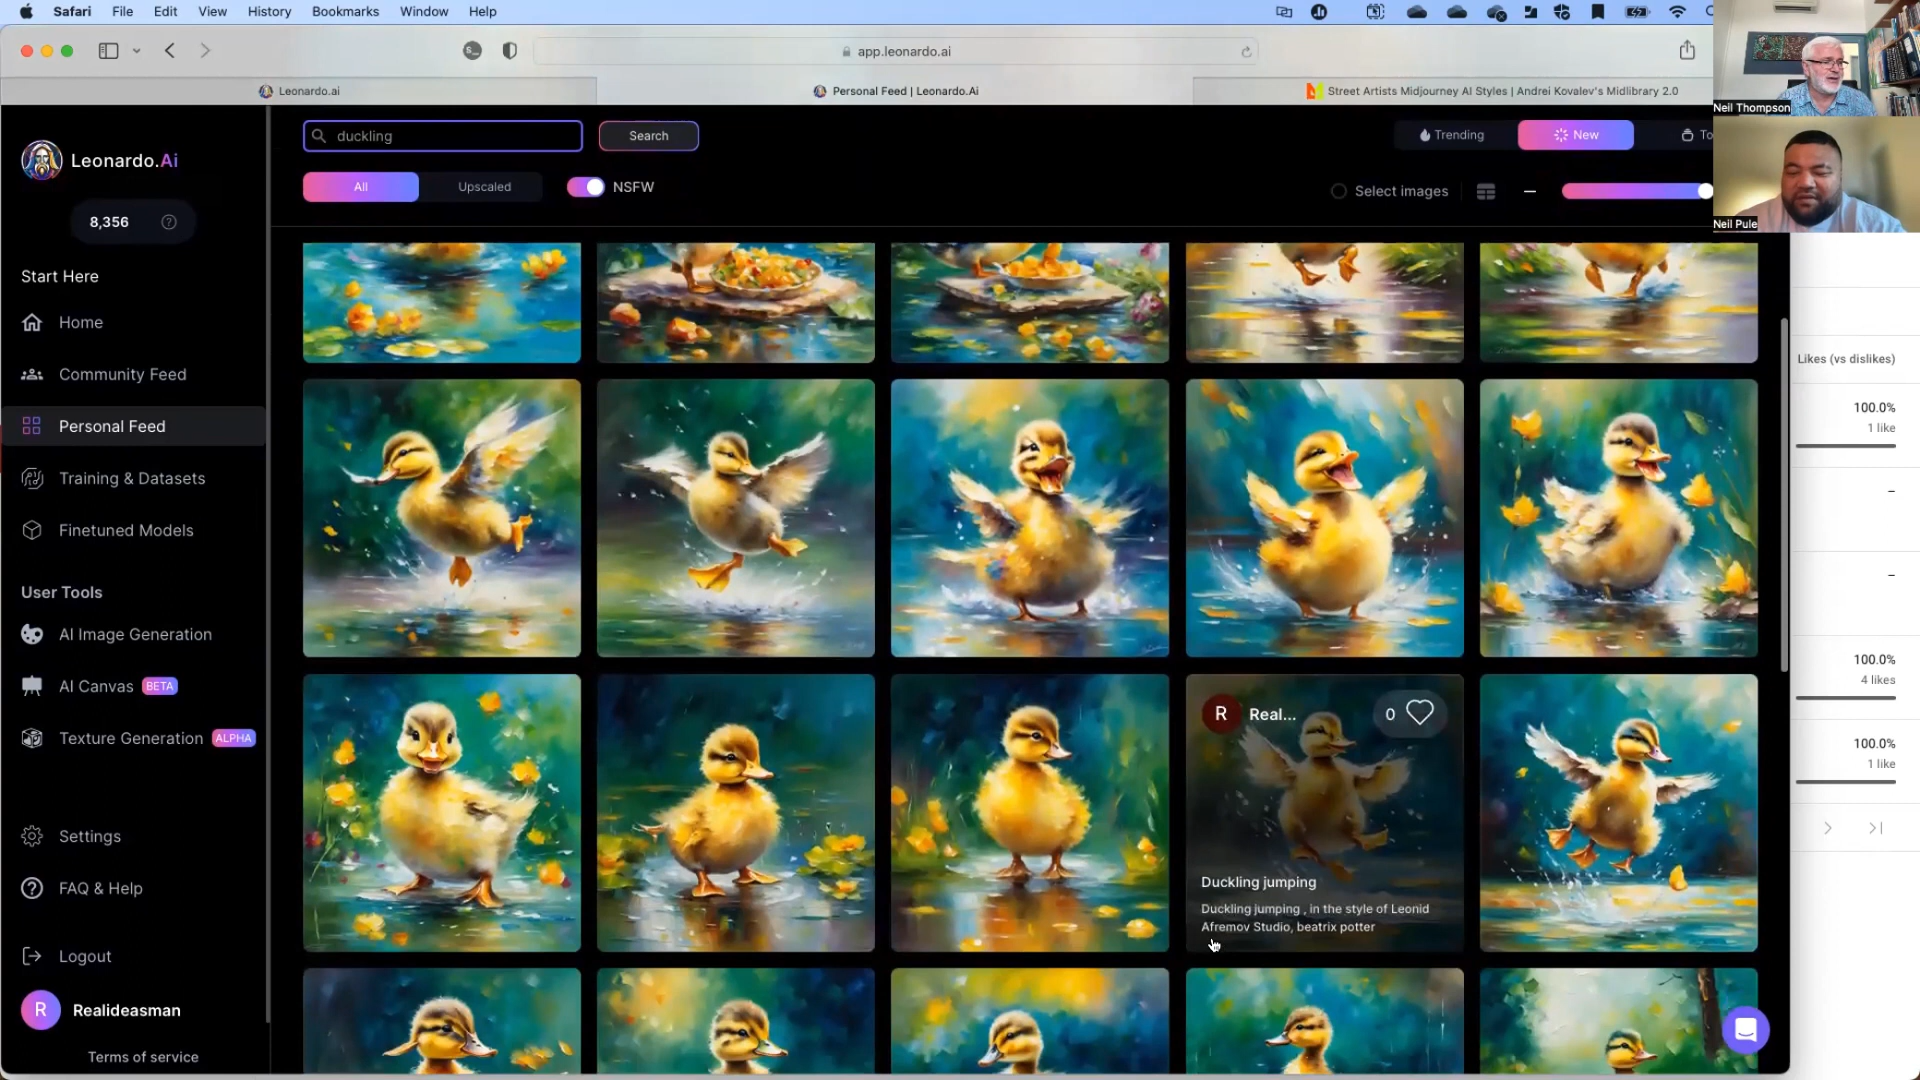 Safari File Edit View History Bookmarks Window Help
app.leonardo.ai
Leonardo.ai
Personal Feed | Leonardo.Ai
Street Artists Midjourney AI Styles | Andrei Kovalev's Midlibrary 2.0
Neil Thompson
Neil Pule
Leonardo.Ai
8,356
Start Here
Home
Community Feed
Personal Feed
Training & Datasets
Finetuned Models
User Tools
AI Image Generation
AI Canvas BETA
Texture Generation ALPHA
Settings
FAQ & Help
Logout
R Realideasman
Terms of service
duckling
Search
Trending
New
To
All
Upscaled
NSFW
Select images
R Real... 0
Duckling jumping
Duckling jumping , in the style of Leonid
Afremov Studio, beatrix potter
Likes (vs dislikes)
100.0%
1 like
–
–
100.0%
4 likes
100.0%
1 like